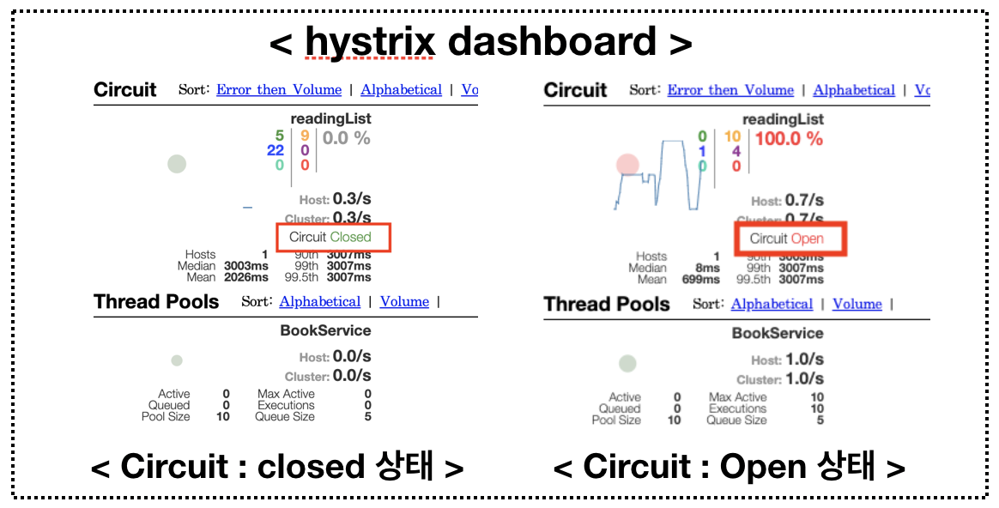 < hystrix dashboard >
Circuit Sort: Error then Volume | Alphabetical | Vo
readingList
5 9 0.0 %
22 0
0 0
Host: 0.3/s
Cluster: 0.3/s
Circuit Closed
Hosts 1 90th 3007ms
Median 3003ms 99th 3007ms
Mean 2026ms 99.5th 3007ms
Thread Pools Sort: Alphabetical | Volume |
BookService
Host: 0.0/s
Cluster: 0.0/s
Active 0 Max Active 0
Queued 0 Executions 0
Pool Size 10 Queue Size 5
< Circuit : closed 상태 >
Circuit Sort: Error then Volume | Alphabetical | Vo
readingList
0 10 100.0 %
1 4
0 0
Host: 0.7/s
Cluster: 0.7/s
Circuit Open
Hosts 1 90th 3003ms
Median 8ms 99th 3007ms
Mean 699ms 99.5th 3007ms
Thread Pools Sort: Alphabetical | Volume |
BookService
Host: 1.0/s
Cluster: 1.0/s
Active 0 Max Active 10
Queued 0 Executions 10
Pool Size 10 Queue Size 5
< Circuit : Open 상태 >